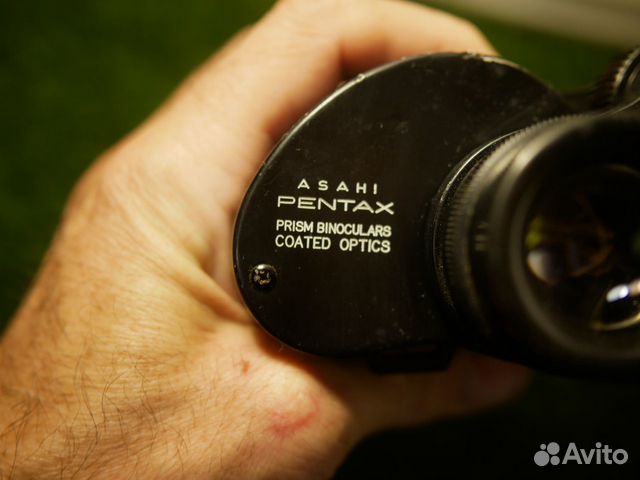 ASAHI
PENTAX
PRISM BINOCULARS
COATED OPTICS
Avito